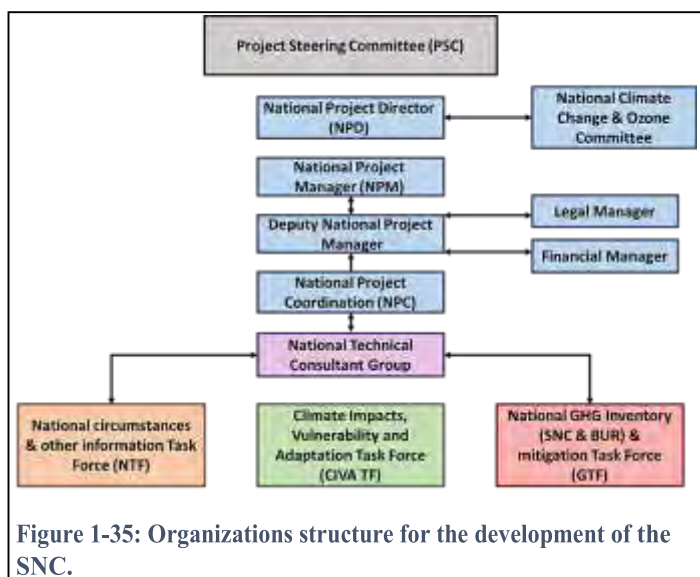 Project Steering Committee (PSC)
National Project Director
(NPD)
National Climate
Change & Ozone
Committee
National Project
Manager (NPM)
Deputy National Project
Manager
Legal Manager
Financial Manager
National Project
Coordination (NPC)
National Technical
Consultant Group
National circumstances
& other information Task
Force (NTF)
Climate Impacts,
Vulnerability and
Adaptation Task Force
(CIVA TF)
National GHG Inventory
(SNC & BUR) &
mitigation Task Force
(GTF)
Figure 1-35: Organizations structure for the development of the
SNC.